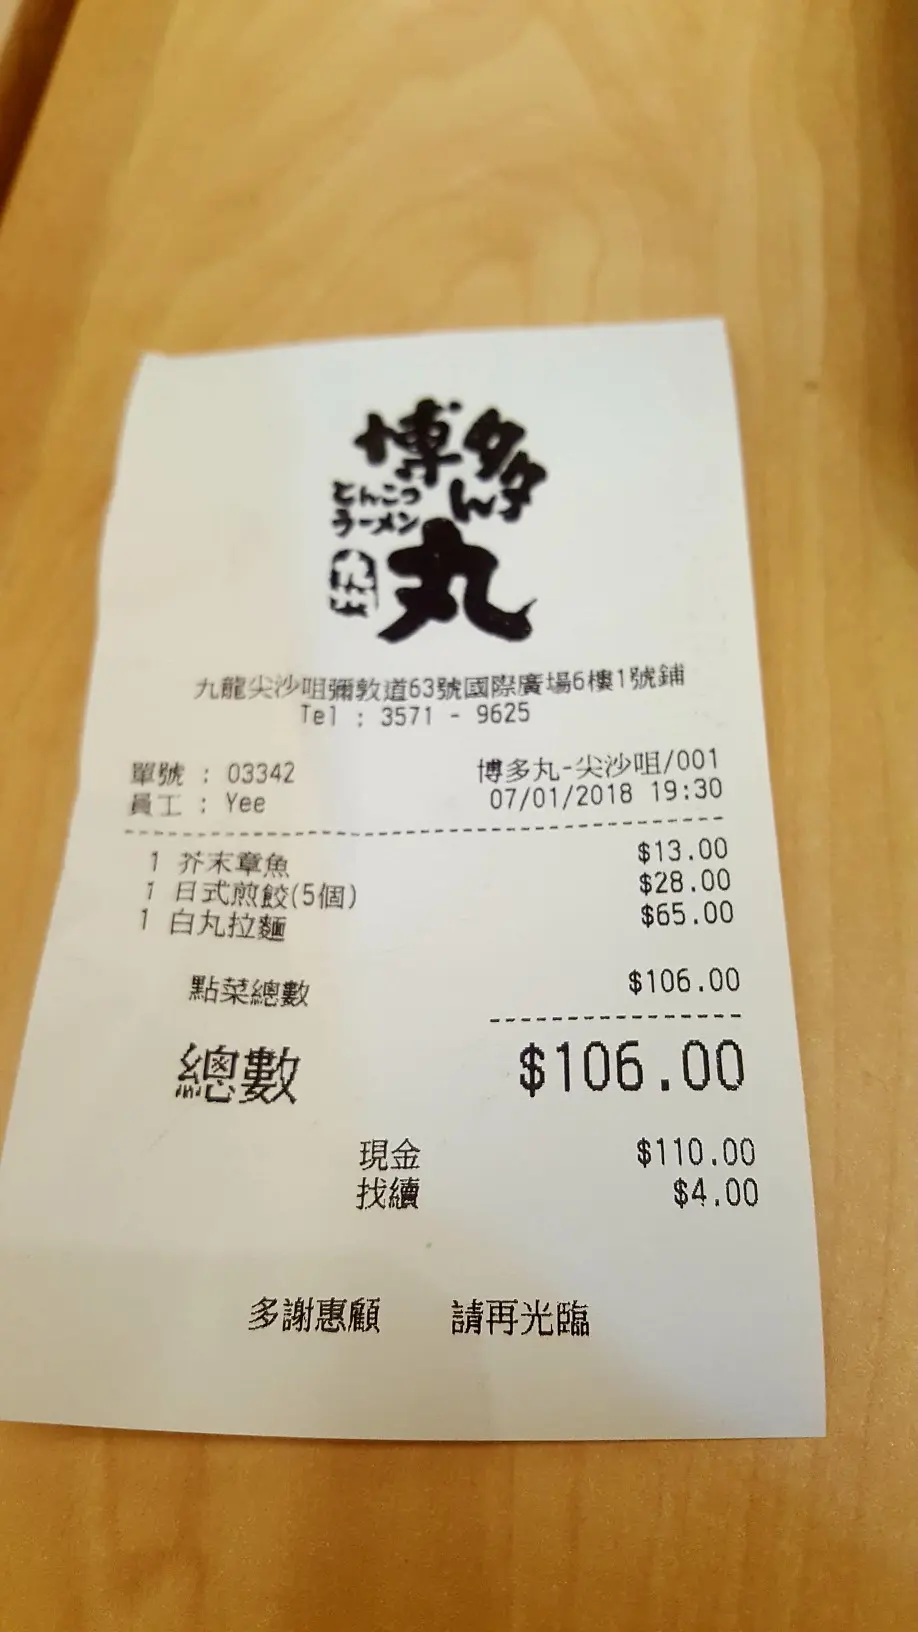 博多
とんこつ
ラーメン
丸
九龍尖沙咀彌敦道63號國際廣場6樓1號鋪
Tel : 3571 - 9625
單號 : 03342 博多丸-尖沙咀/001
員工 : Yee 07/01/2018 19:30
1 芥末章魚 $13.00
1 日式煎餃(5個) $28.00
1 白丸拉麵 $65.00
點菜總數 $106.00
總數 $106.00
現金 $110.00
找續 $4.00
多謝惠顧 請再光臨